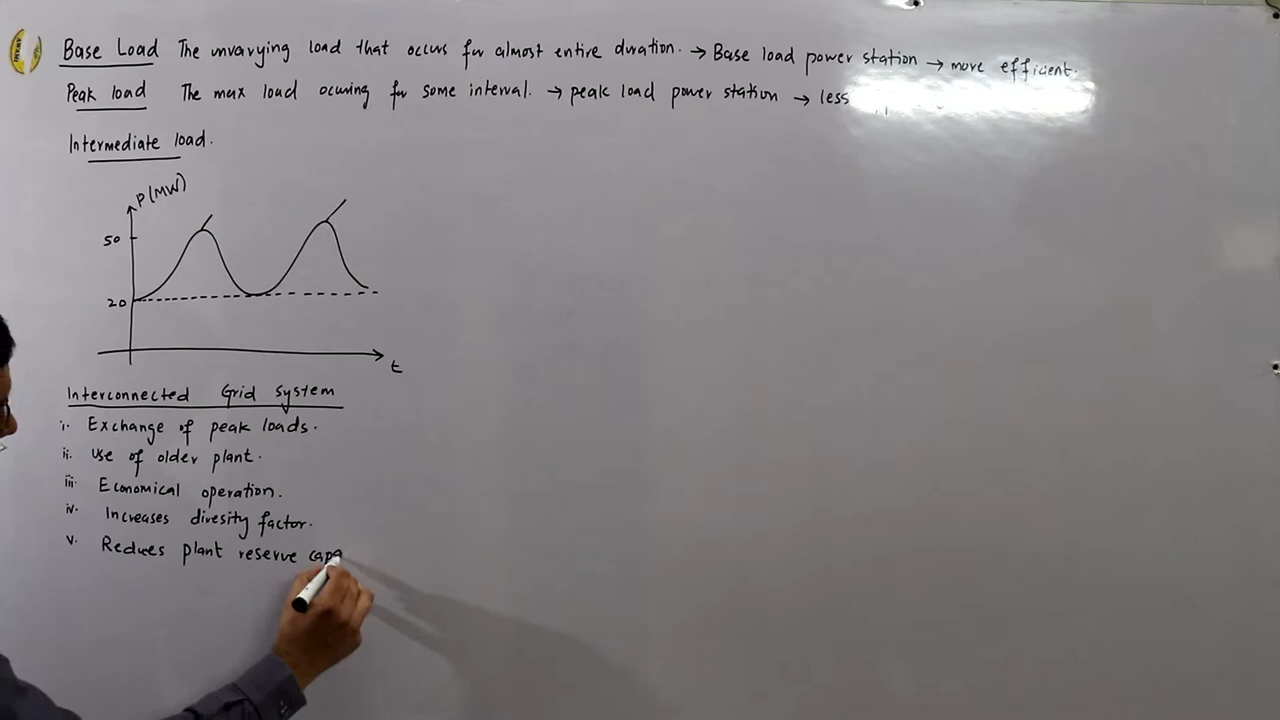 Base Load The unvarying load that occurs for almost entire duration. → Base load power station → more efficient.
Peak load The max load occuring for some interval. → peak load power station → less
Intermediate load.
P(MW)
50
20
t
Interconnected Grid system
i. Exchange of peak loads.
ii. Use of older plant.
iii. Economical operation.
iv. Increases divesity factor.
v. Reduces plant reserve capa